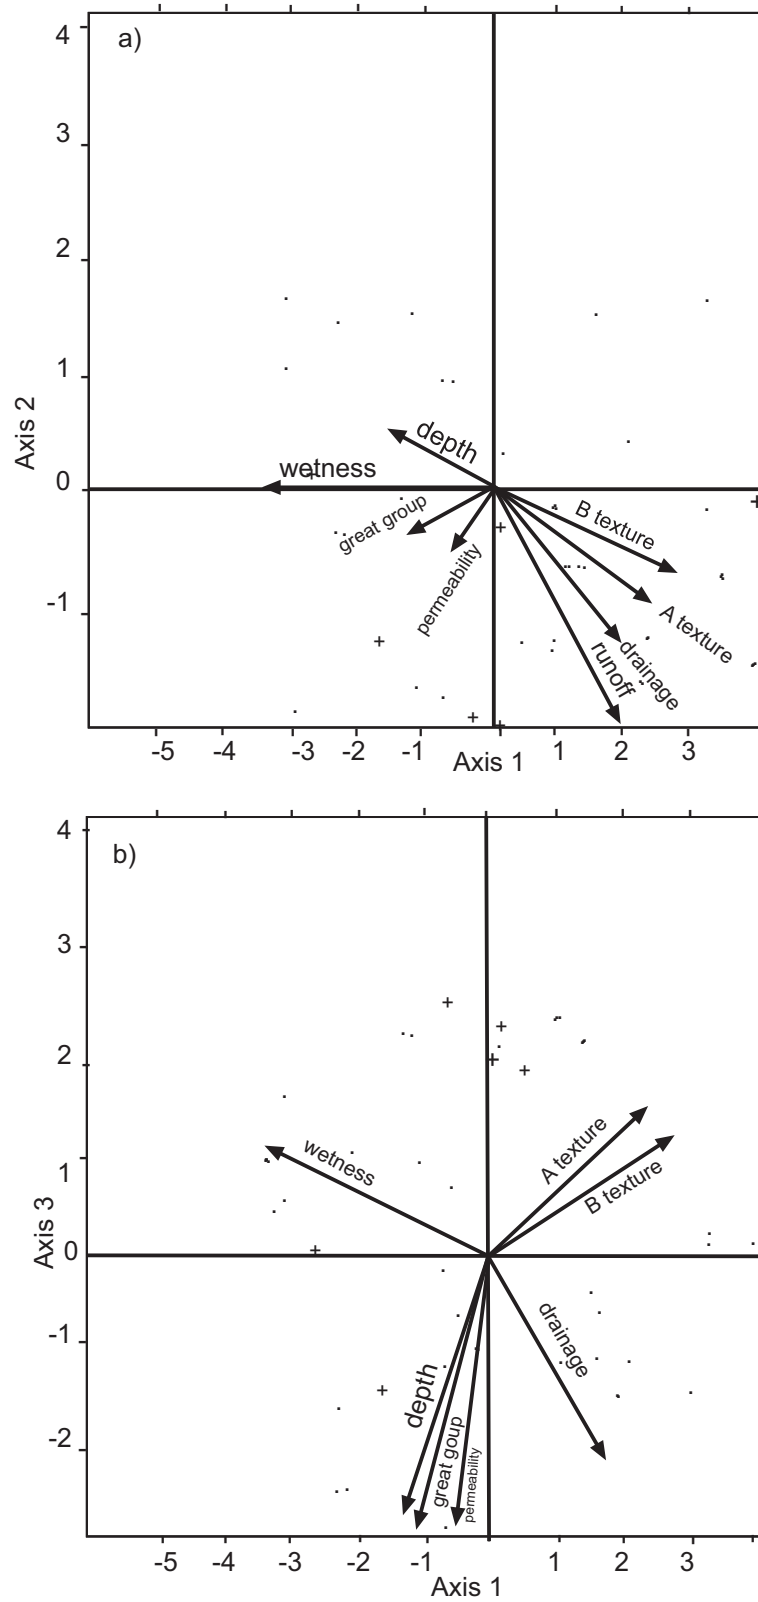 a)
4
3
2
1
0
-1
Axis 2
depth
wetness
great group
permeability
B texture
A texture
drainage
runoff
-5 -4 -3 -2 -1 1 2 3
Axis 1
b)
4
3
2
1
0
-1
-2
Axis 3
wetness
A texture
B texture
drainage
depth
great goup
permeability
-5 -4 -3 -2 -1 1 2 3
Axis 1